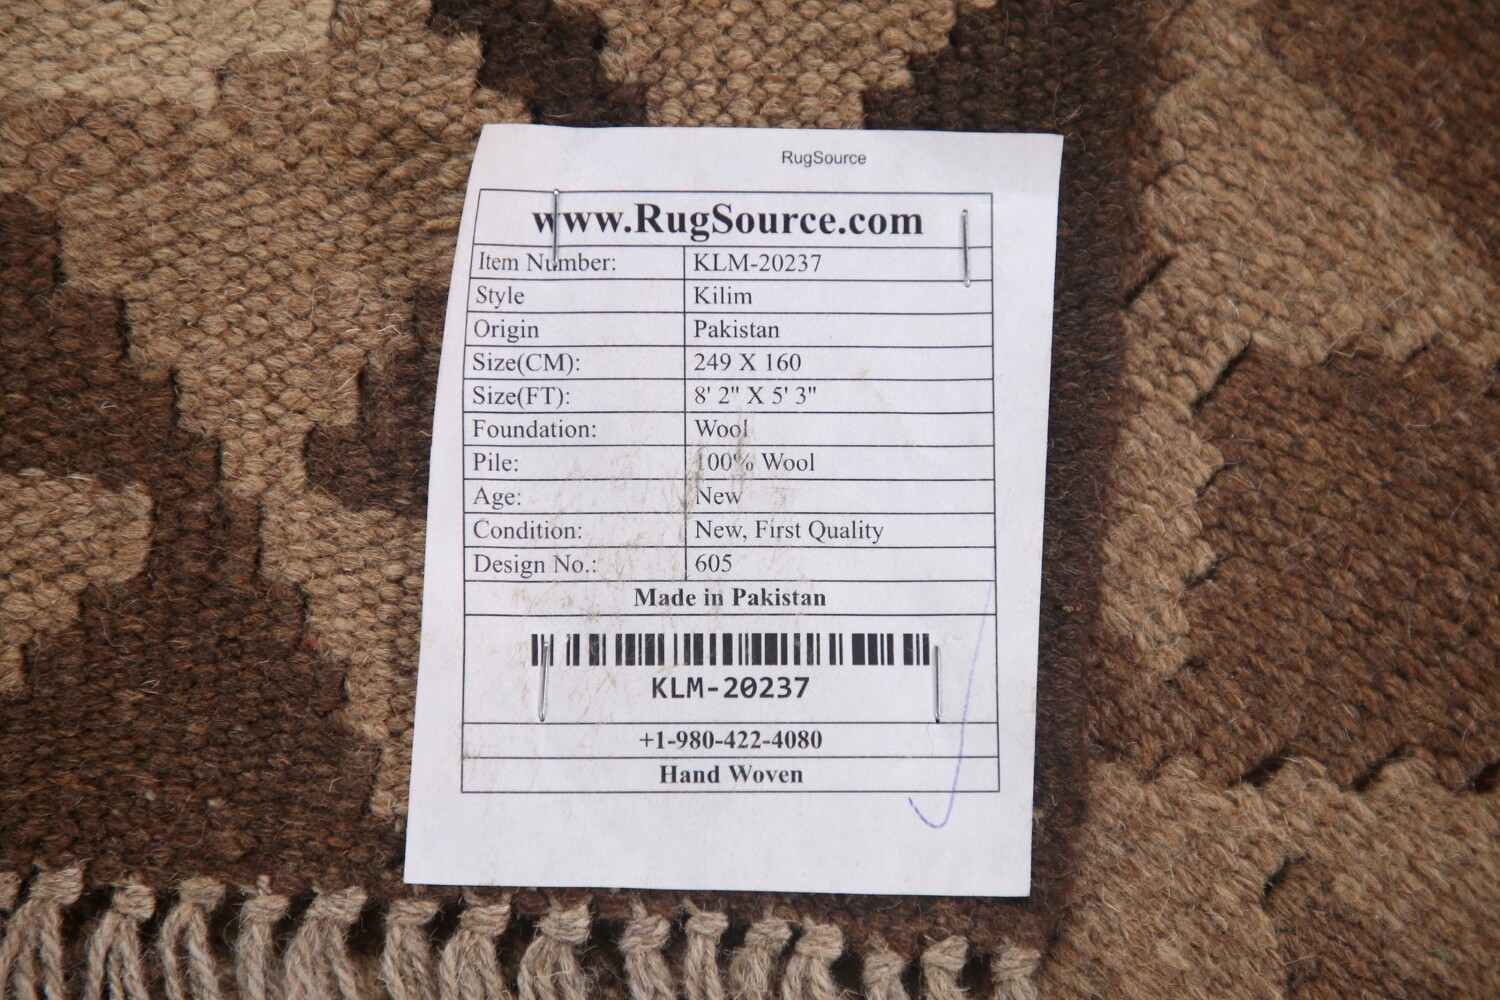 RugSource
www.RugSource.com
Item Number: KLM-20237
Style Kilim
Origin Pakistan
Size(CM): 249 X 160
Size(FT): 8' 2" X 5' 3"
Foundation: Wool
Pile: 100% Wool
Age: New
Condition: New, First Quality
Design No.: 605
Made in Pakistan
KLM-20237
+1-980-422-4080
Hand Woven